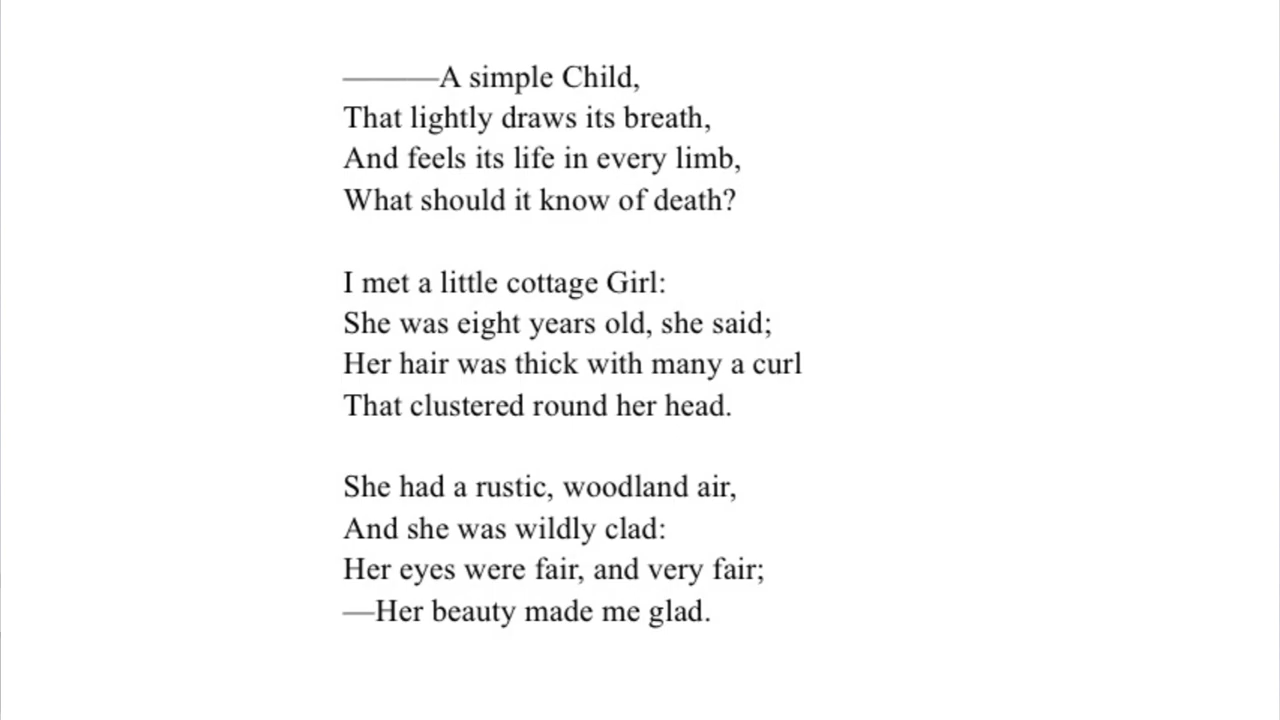 ———A simple Child,
That lightly draws its breath,
And feels its life in every limb,
What should it know of death?
I met a little cottage Girl:
She was eight years old, she said;
Her hair was thick with many a curl
That clustered round her head.
She had a rustic, woodland air,
And she was wildly clad:
Her eyes were fair, and very fair;
—Her beauty made me glad.